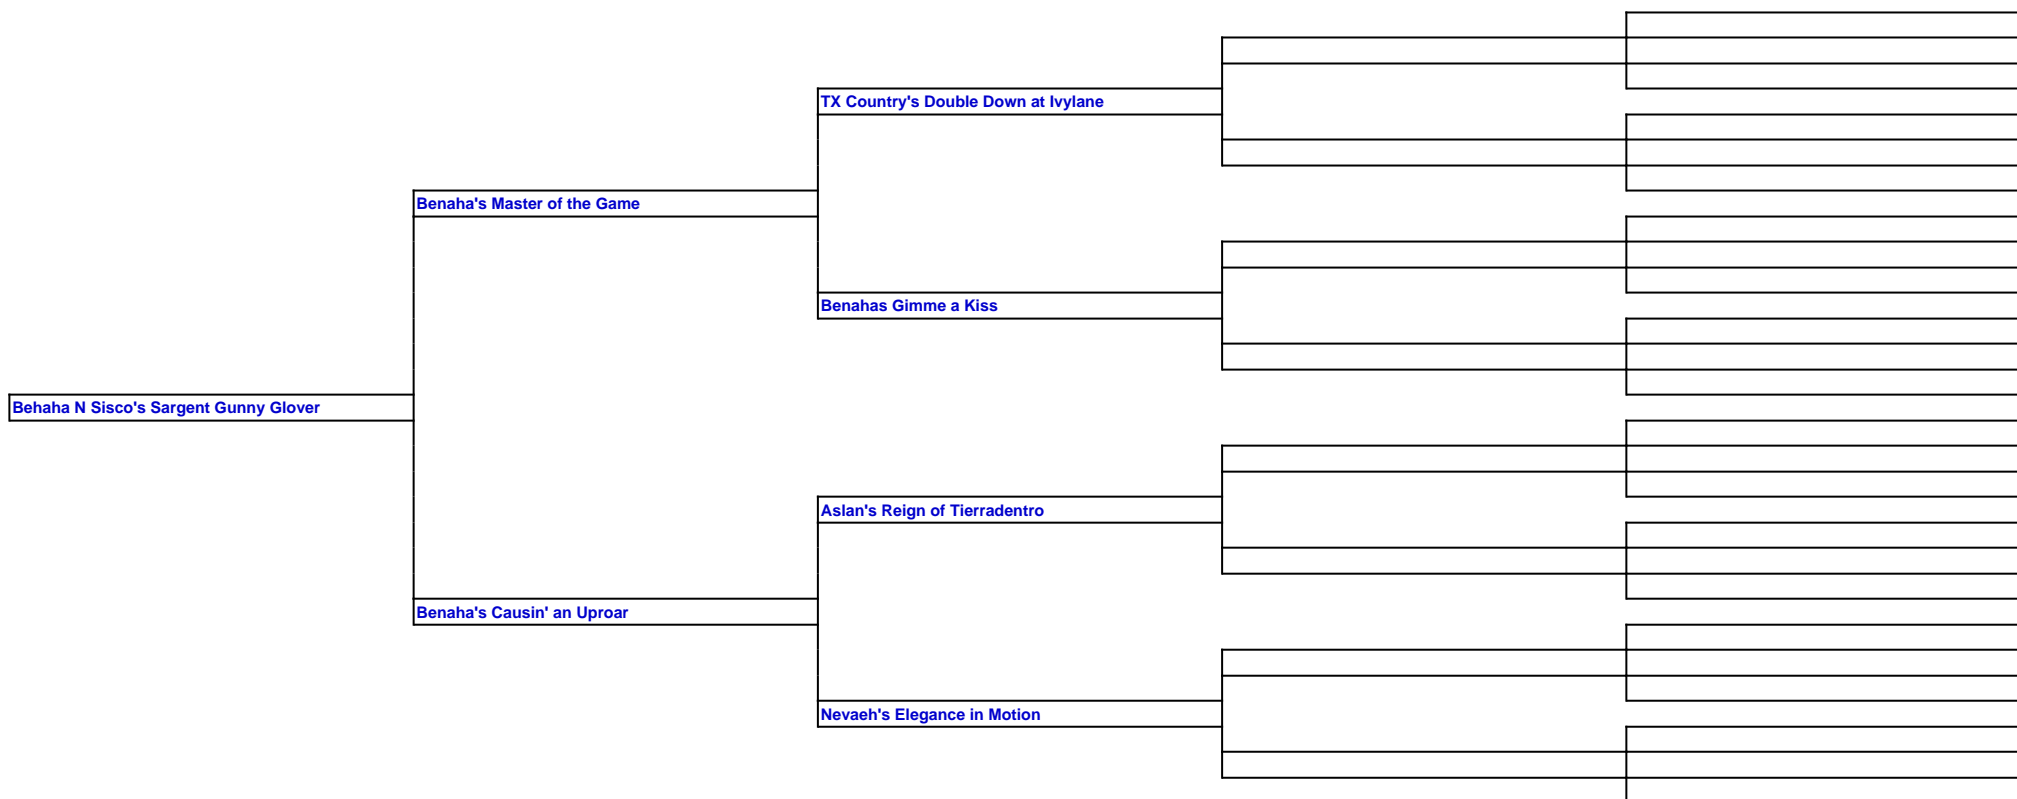 TX Country's Double Down at Ivylane
Benaha's Master of the Game
Benahas Gimme a Kiss
Behaha N Sisco's Sargent Gunny Glover
Aslan's Reign of Tierradentro
Benaha's Causin' an Uproar
Nevaeh's Elegance in Motion